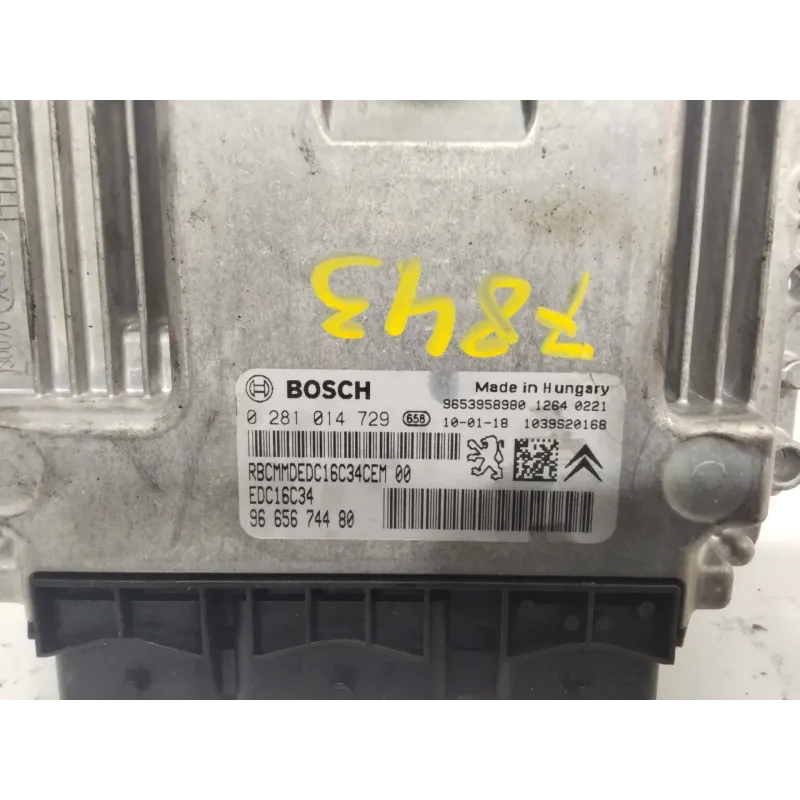 7843
BOSCH
Made in Hungary
9653958980 1264 0221
0 281 014 729 658 10-01-18 1039S20168
RBCMMDEDC16C34CEM 00
EDC16C34
96 656 744 80